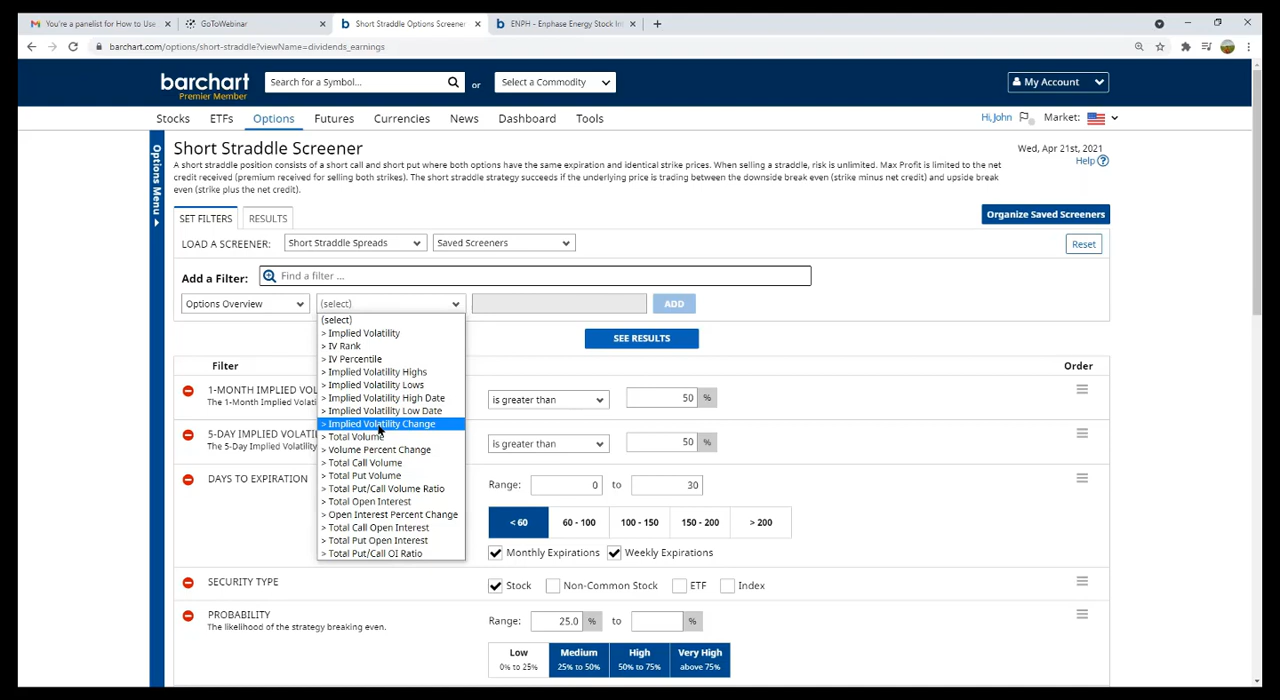 You're a panelist for How to Use
GoToWebinar
Short Straddle Options Screener
ENPH - Enphase Energy Stock In
barchart.com/options/short-straddle?viewName=dividends_earnings
barchart
Premier Member
Search for a Symbol...
or
Select a Commodity
My Account
Stocks ETFs Options Futures Currencies News Dashboard Tools
Hi, John
Market:
Options Menu
Short Straddle Screener
Wed, Apr 21st, 2021
Help ?
A short straddle position consists of a short call and short put where both options have the same expiration and identical strike prices. When selling a straddle, risk is unlimited. Max Profit is limited to the net
credit received (premium received for selling both strikes). The short straddle strategy succeeds if the underlying price is trading between the downside break even (strike minus net credit) and upside break
even (strike plus the net credit).
SET FILTERS RESULTS
Organize Saved Screeners
LOAD A SCREENER: Short Straddle Spreads Saved Screeners Reset
Add a Filter: Find a filter ...
Options Overview (select) ADD
(select)
> Implied Volatility
> IV Rank
> IV Percentile
> Implied Volatility Highs
> Implied Volatility Lows
> Implied Volatility High Date
> Implied Volatility Low Date
> Implied Volatility Change
> Total Volume
> Volume Percent Change
> Total Call Volume
> Total Put Volume
> Total Put/Call Volume Ratio
> Total Open Interest
> Open Interest Percent Change
> Total Call Open Interest
> Total Put Open Interest
> Total Put/Call OI Ratio
SEE RESULTS
Filter Order
1-MONTH IMPLIED VOL
The 1-Month Implied Volati
is greater than 50 %
5-DAY IMPLIED VOLATI
The 5-Day Implied Volatili
is greater than 50 %
DAYS TO EXPIRATION
Range: 0 to 30
< 60 60 - 100 100 - 150 150 - 200 > 200
Monthly Expirations Weekly Expirations
SECURITY TYPE
Stock Non-Common Stock ETF Index
PROBABILITY
The likelihood of the strategy breaking even.
Range: 25.0 % to %
Low Medium High Very High
0% to 25% 25% to 50% 50% to 75% above 75%